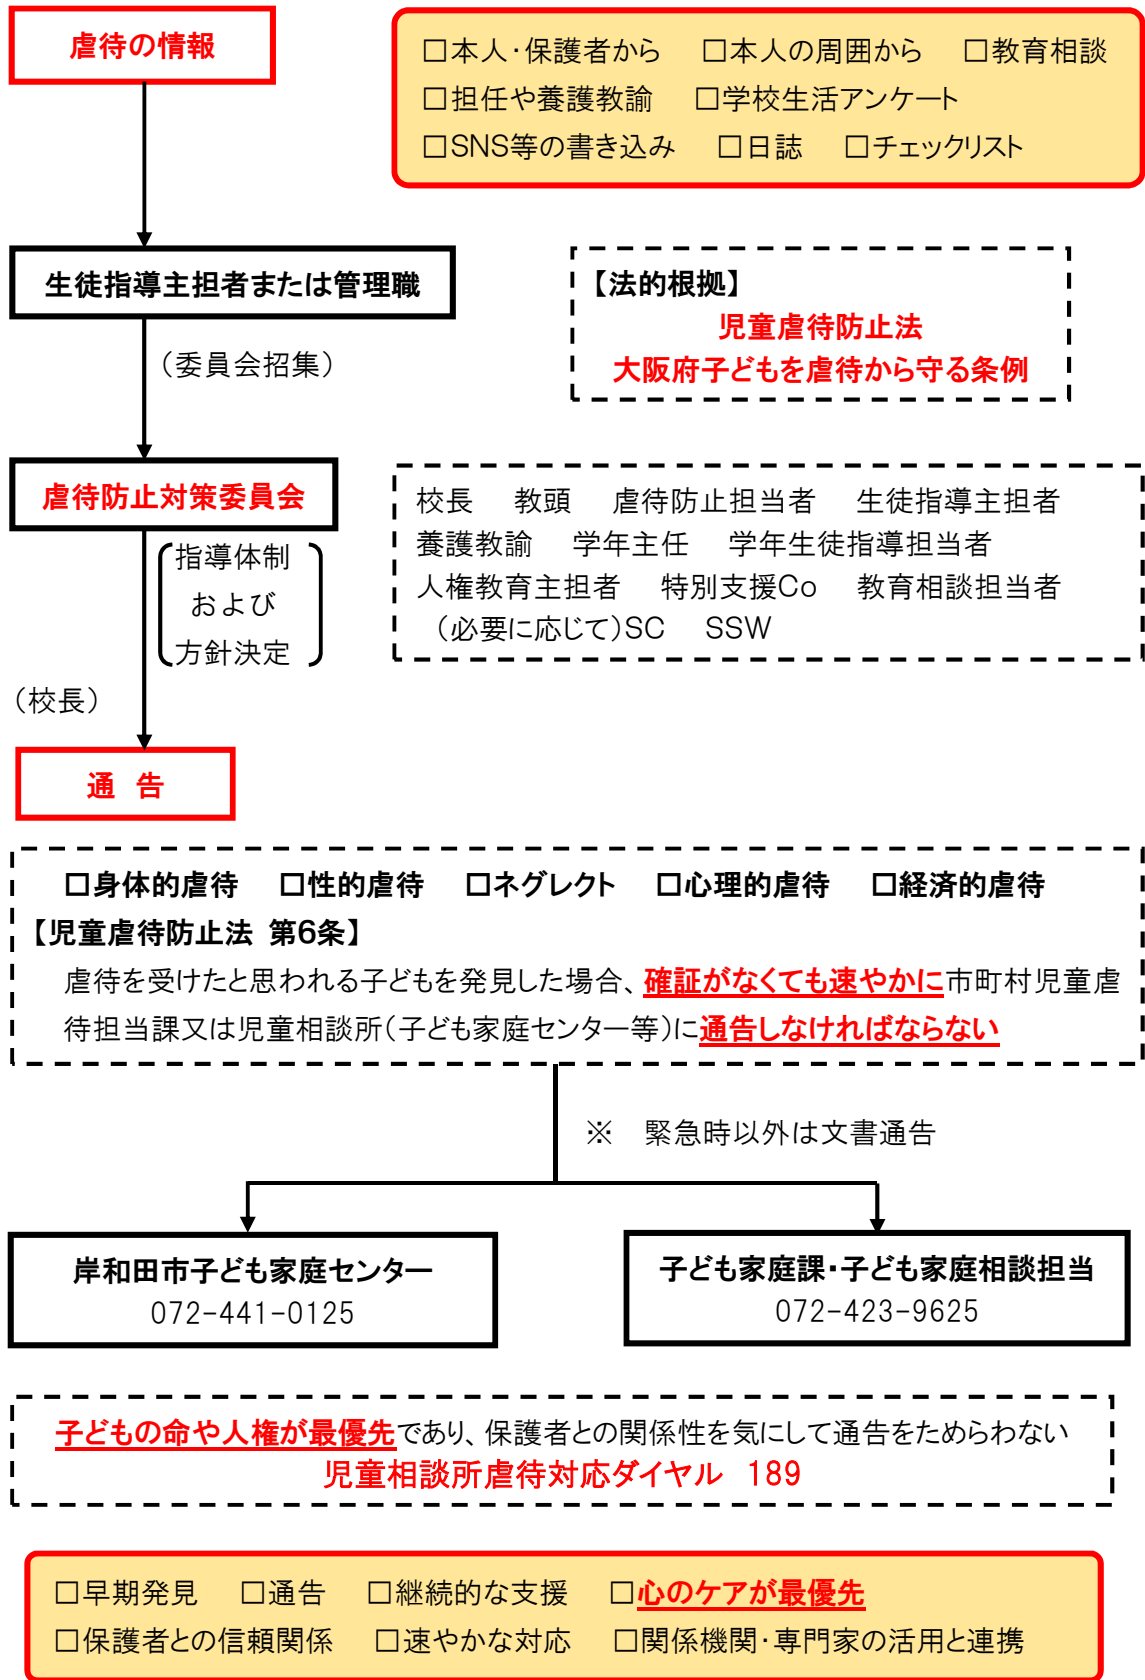 虐待の情報
□本人・保護者から　□本人の周囲から　□教育相談
□担任や養護教諭　□学校生活アンケート
□SNS等の書き込み　□日誌　□チェックリスト
生徒指導主担者または管理職
（委員会招集）
【法的根拠】
児童虐待防止法
大阪府子どもを虐待から守る条例
虐待防止対策委員会
指導体制
および
方針決定
校長　教頭　虐待防止担当者　生徒指導主担者
養護教諭　学年主任　学年生徒指導担当者
人権教育主担者　特別支援Co　教育相談担当者
（必要に応じて）SC　SSW
（校長）
通 告
□身体的虐待　□性的虐待　□ネグレクト　□心理的虐待　□経済的虐待
【児童虐待防止法 第6条】
虐待を受けたと思われる子どもを発見した場合、確証がなくても速やかに市町村児童虐
待担当課又は児童相談所（子ども家庭センター等）に通告しなければならない
※　緊急時以外は文書通告
岸和田市子ども家庭センター
072-441-0125
子ども家庭課・子ども家庭相談担当
072-423-9625
子どもの命や人権が最優先であり、保護者との関係性を気にして通告をためらわない
児童相談所虐待対応ダイヤル 189
□早期発見　□通告　□継続的な支援　□心のケアが最優先
□保護者との信頼関係　□速やかな対応　□関係機関・専門家の活用と連携